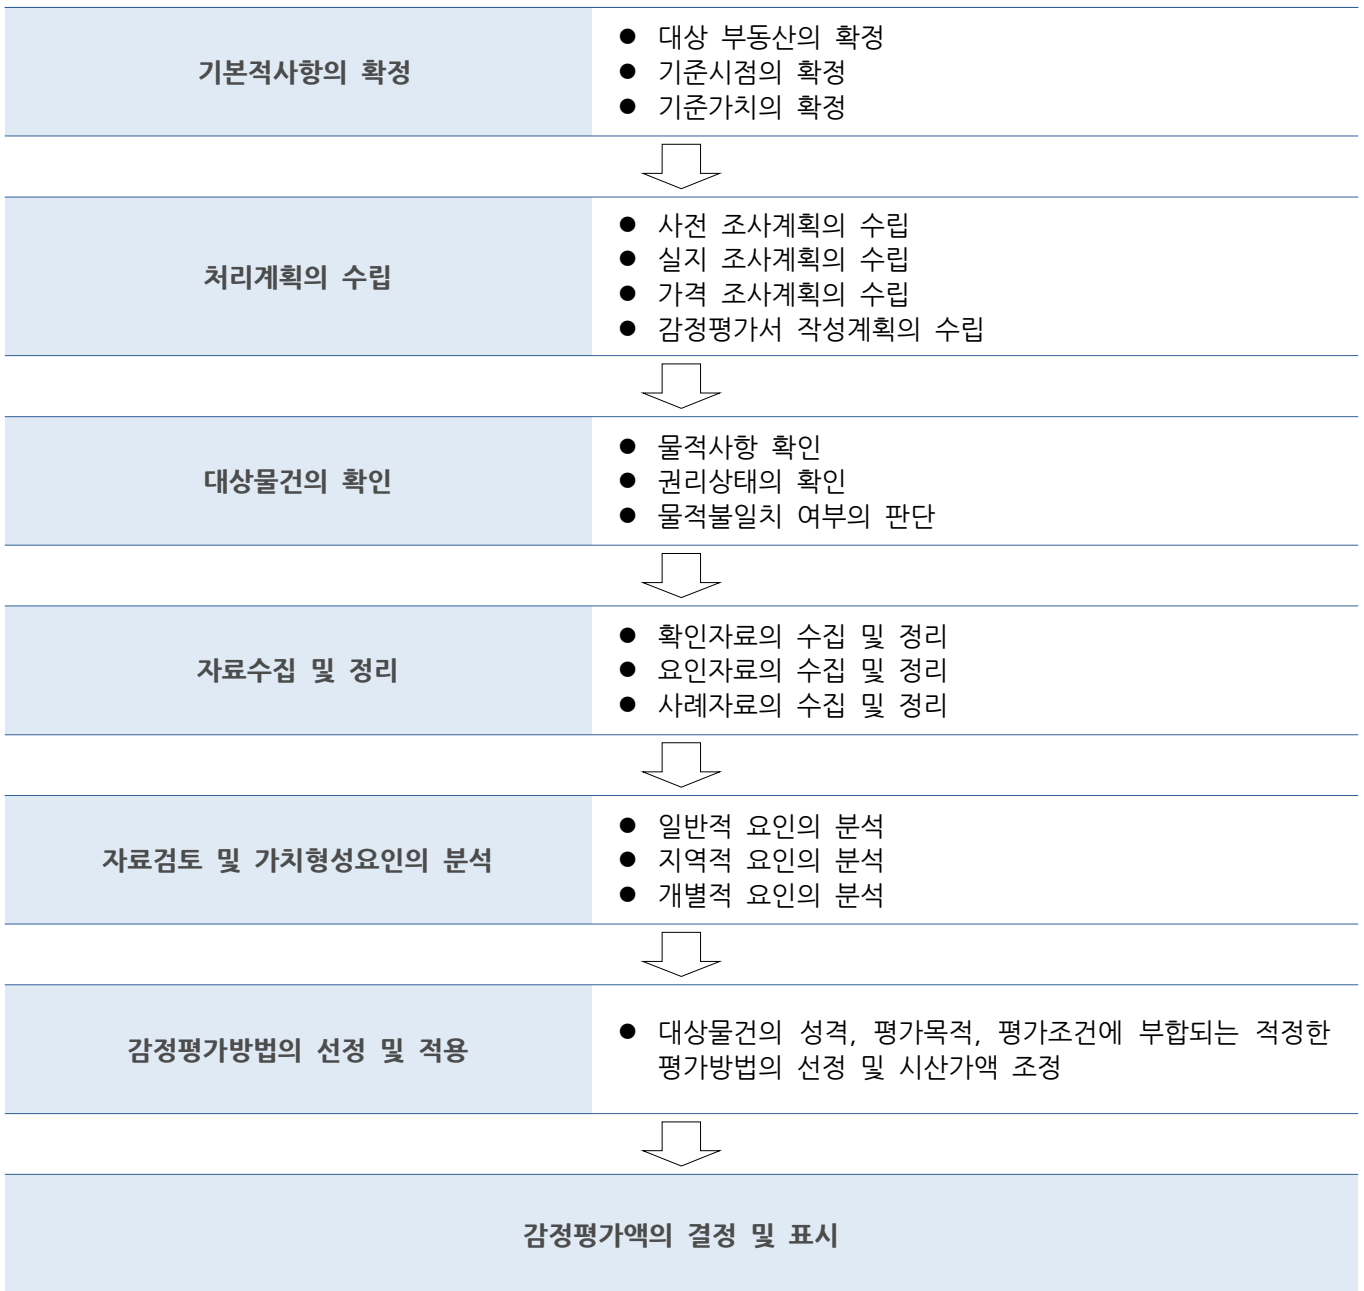 기본적사항의 확정
● 대상 부동산의 확정
● 기준시점의 확정
● 기준가치의 확정
처리계획의 수립
● 사전 조사계획의 수립
● 실지 조사계획의 수립
● 가격 조사계획의 수립
● 감정평가서 작성계획의 수립
대상물건의 확인
● 물적사항 확인
● 권리상태의 확인
● 물적불일치 여부의 판단
자료수집 및 정리
● 확인자료의 수집 및 정리
● 요인자료의 수집 및 정리
● 사례자료의 수집 및 정리
자료검토 및 가치형성요인의 분석
● 일반적 요인의 분석
● 지역적 요인의 분석
● 개별적 요인의 분석
감정평가방법의 선정 및 적용
● 대상물건의 성격, 평가목적, 평가조건에 부합되는 적정한
평가방법의 선정 및 시산가액 조정
감정평가액의 결정 및 표시